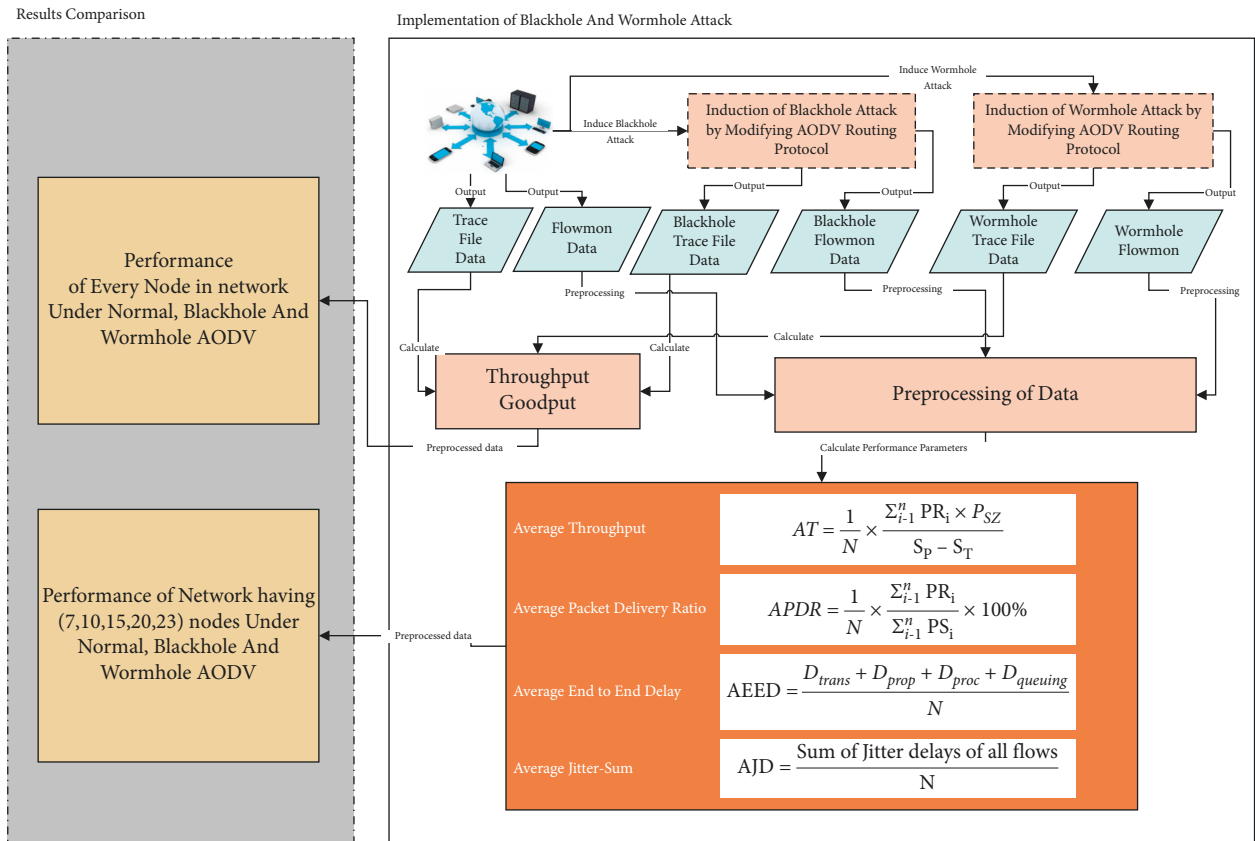 Results Comparison
Implementation of Blackhole And Wormhole Attack
Induce Wormhole
Attack
Induce Blackhole
Attack
Induction of Blackhole Attack
by Modifying AODV Routing
Protocol
Induction of Wormhole Attack by
Modifying AODV Routing
Protocol
Output
Output
Output
Output
Output
Output
Trace
File
Data
Flowmon
Data
Blackhole
Trace File
Data
Blackhole
Flowmon
Data
Wormhole
Trace File
Data
Wormhole
Flowmon
Preprocessing
Preprocessing
Preprocessing
Calculate
Calculate
Calculate
Throughput
Goodput
Preprocessing of Data
Performance
of Every Node in network
Under Normal, Blackhole And
Wormhole AODV
Preprocessed data
Calculate Performance Parameters
Average Throughput
AT = 1/N × Σⁿᵢ₋₁ PRᵢ × P_SZ / S_P – S_T
Average Packet Delivery Ratio
APDR = 1/N × Σⁿᵢ₋₁ PRᵢ / Σⁿᵢ₋₁ PSᵢ × 100%
Average End to End Delay
AEED = D_trans + D_prop + D_proc + D_queuing / N
Average Jitter-Sum
AJD = Sum of Jitter delays of all flows / N
Performance of Network having
(7,10,15,20,23) nodes Under
Normal, Blackhole And
Wormhole AODV
Preprocessed data